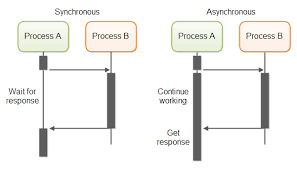 Synchronous
Asynchronous
Process A
Process B
Process A
Process B
Wait for
response
Continue
working
Get
response